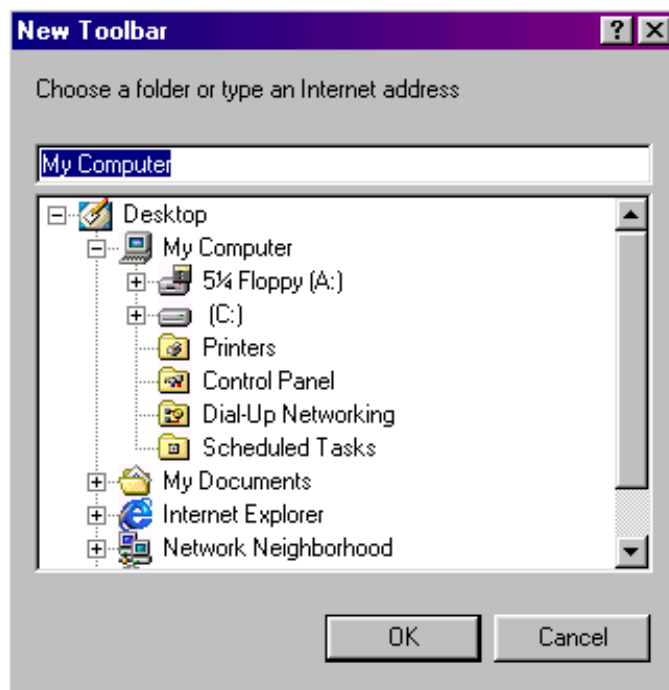 New Toolbar
Choose a folder or type an Internet address
My Computer
Desktop
My Computer
5¼ Floppy (A:)
(C:)
Printers
Control Panel
Dial-Up Networking
Scheduled Tasks
My Documents
Internet Explorer
Network Neighborhood
OK Cancel